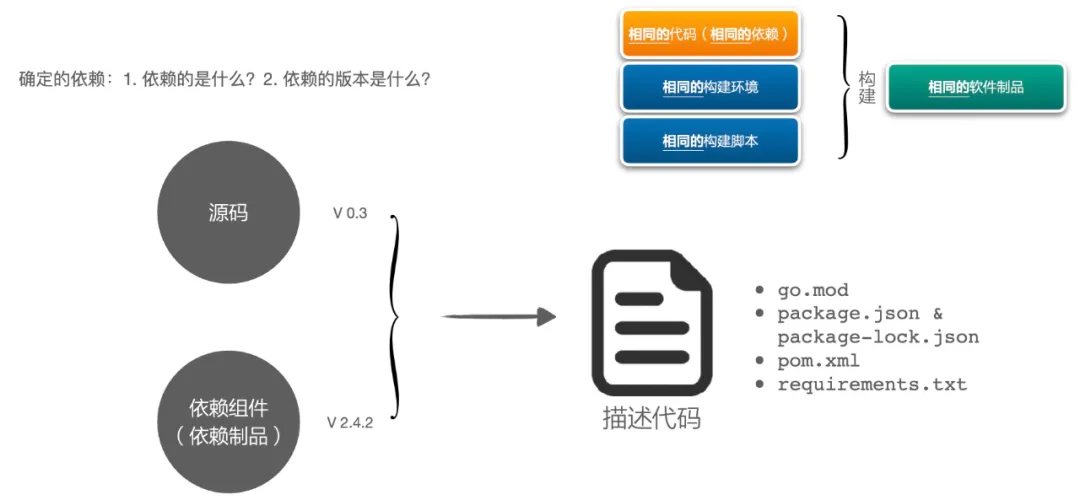 相同的代码（相同的依赖）
相同的构建环境
相同的构建脚本
构建
相同的软件制品
确定的依赖：1. 依赖的是什么？2. 依赖的版本是什么？
源码
V 0.3
依赖组件
（依赖制品）
V 2.4.2
描述代码
• go.mod
• package.json &
package-lock.json
• pom.xml
• requirements.txt